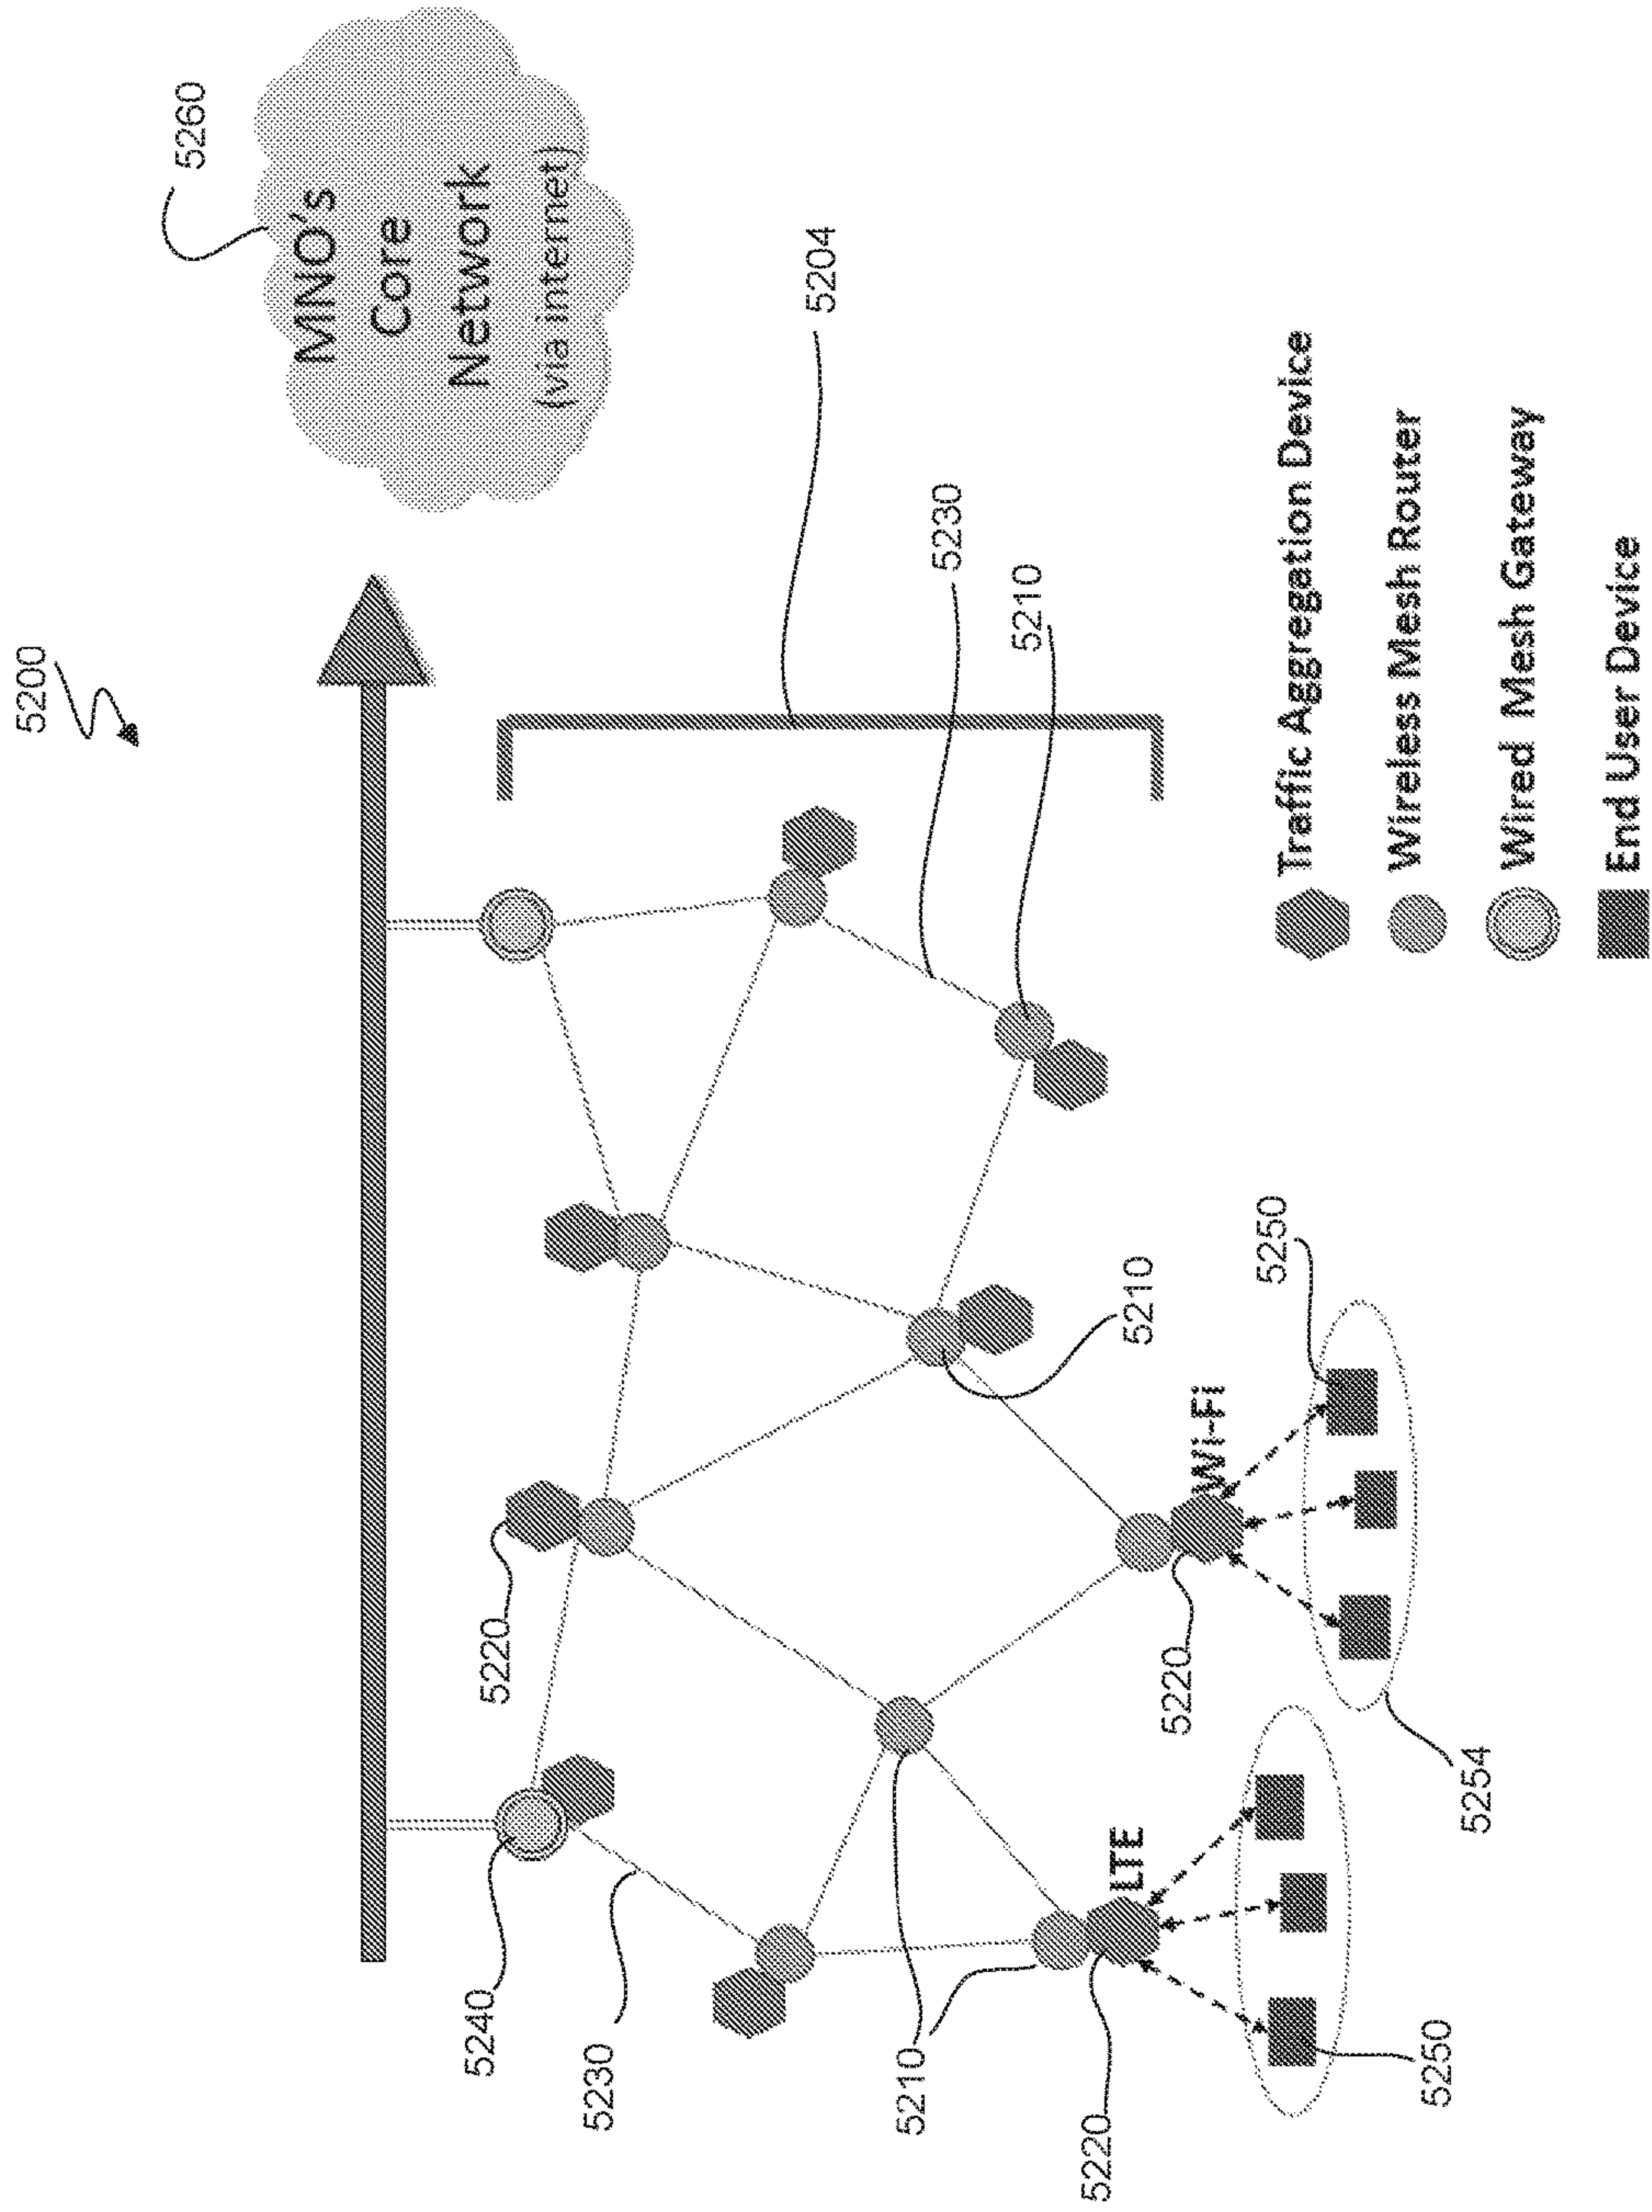 5200
5260
MNO's
Core
Network
(via internet)
5204
5230
5210
5240
5230
5220
5210
5220
LTE
5250
5220
Wi-Fi
5210
5250
5254
Traffic Aggregation Device
Wireless Mesh Router
Wired Mesh Gateway
End User Device